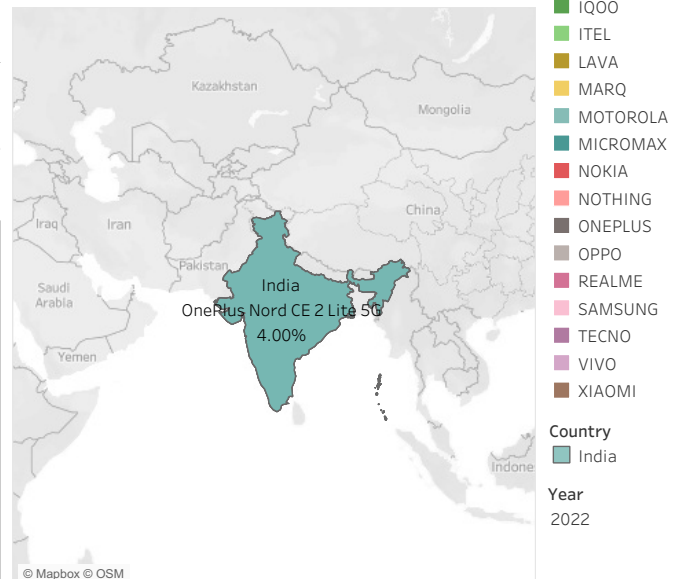 Kazakhstan
Mongolia
China
Iraq
Iran
Pakistan
Saudi
Arabia
Yemen
India
OnePlus Nord CE 2 Lite 5G
4.00%
Indone
© Mapbox © OSM
IQOO
ITEL
LAVA
MARQ
MOTOROLA
MICROMAX
NOKIA
NOTHING
ONEPLUS
OPPO
REALME
SAMSUNG
TECNO
VIVO
XIAOMI
Country
India
Year
2022